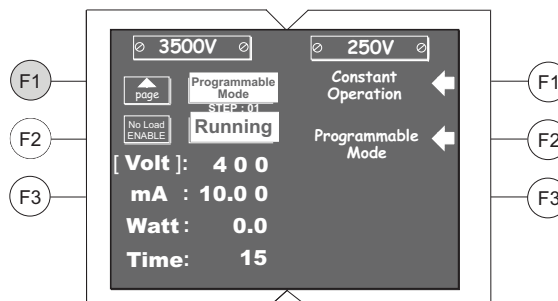 3500V
250V
F1
page
Programmable
Mode
STEP : 01
Constant
Operation
F1
F2
No Load
ENABLE
Running
Programmable
Mode
F2
[ Volt ]: 4 0 0
F3
mA : 10.0 0
F3
Watt : 0.0
Time: 15